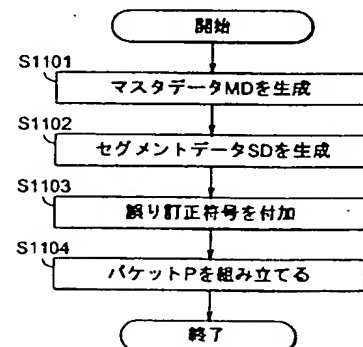 開始
S1101
マスタデータMDを生成
S1102
セグメントデータSDを生成
S1103
誤り訂正符号を付加
S1104
パケットPを組み立てる
終了